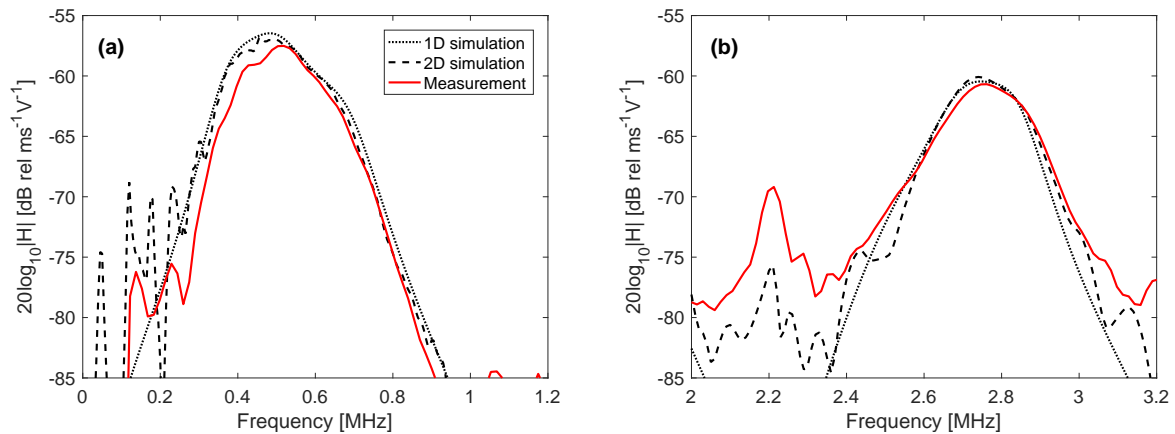 (a)
1D simulation
2D simulation
Measurement
20log10|H| [dB rel ms-1V-1]
-55
-60
-65
-70
-75
-80
-85
0 0.2 0.4 0.6 0.8 1 1.2
Frequency [MHz]
(b)
20log10|H| [dB rel ms-1V-1]
-55
-60
-65
-70
-75
-80
-85
2 2.2 2.4 2.6 2.8 3 3.2
Frequency [MHz]